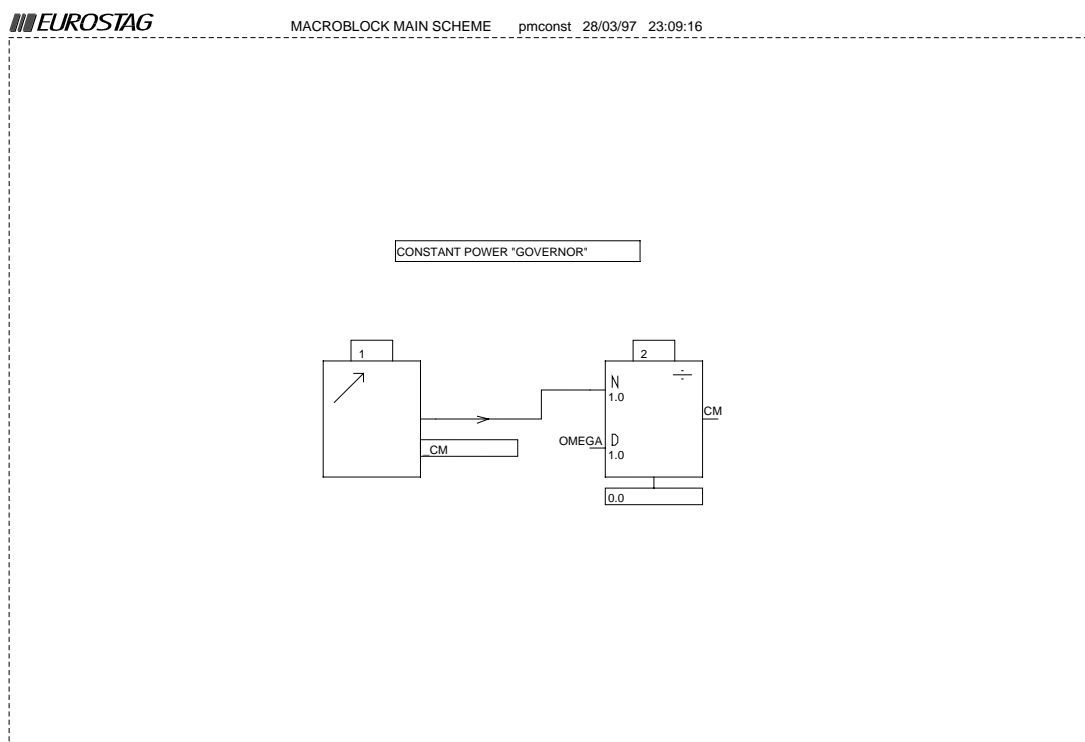 EUROSTAG
MACROBLOCK MAIN SCHEME pmconst 28/03/97 23:09:16
CONSTANT POWER "GOVERNOR"
1
2
N
1.0
CM
OMEGA D
_CM
1.0
0.0